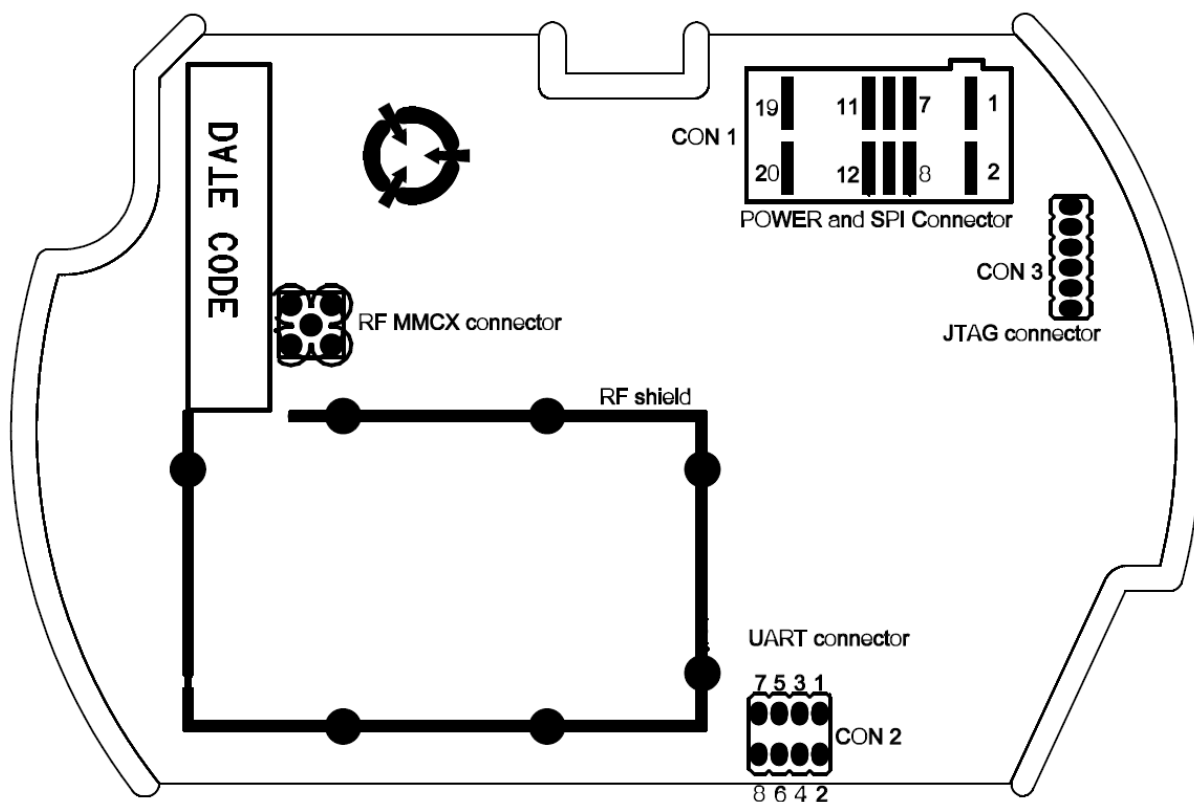 DATE CODE
19 11 7 1
CON 1
20 12 8 2
POWER and SPI Connector
CON 3
JTAG connector
RF MMCX connector
RF shield
UART connector
7 5 3 1
CON 2
8 6 4 2